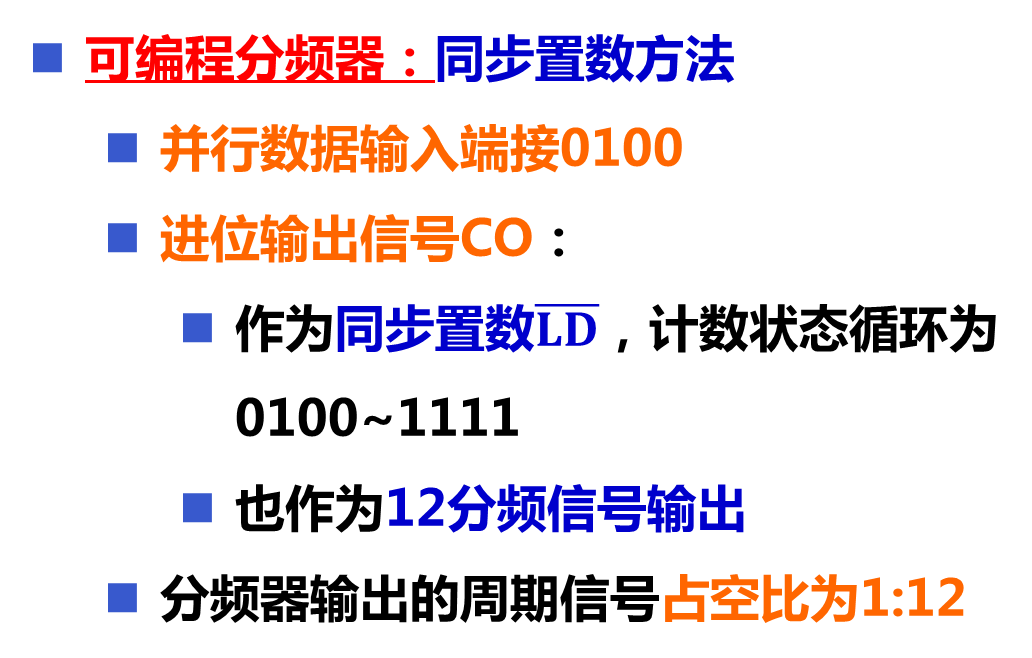 可编程分频器：同步置数方法
并行数据输入端接0100
进位输出信号CO：
作为同步置数L̅D̅，计数状态循环为
0100~1111
也作为12分频信号输出
分频器输出的周期信号占空比为1:12